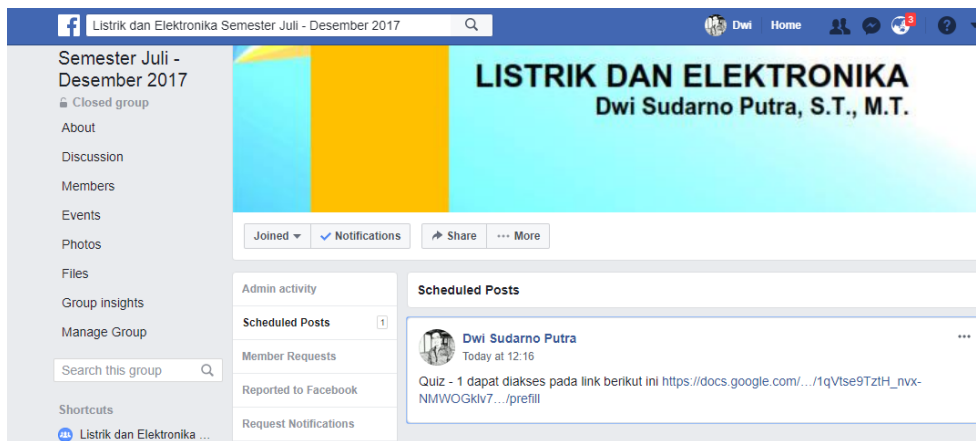 Listrik dan Elektronika Semester Juli - Desember 2017
Dwi
Home
3
Semester Juli -
Desember 2017
Closed group
About
Discussion
Members
Events
Photos
Files
Group insights
Manage Group
Search this group
Shortcuts
Listrik dan Elektronika ...
LISTRIK DAN ELEKTRONIKA
Dwi Sudarno Putra, S.T., M.T.
Joined
Notifications
Share
More
Admin activity
Scheduled Posts
1
Member Requests
Reported to Facebook
Request Notifications
Scheduled Posts
Dwi Sudarno Putra
Today at 12:16
Quiz - 1 dapat diakses pada link berikut ini https://docs.google.com/…/1qVtse9TztH_nvx-
NMWOGklv7…/prefill